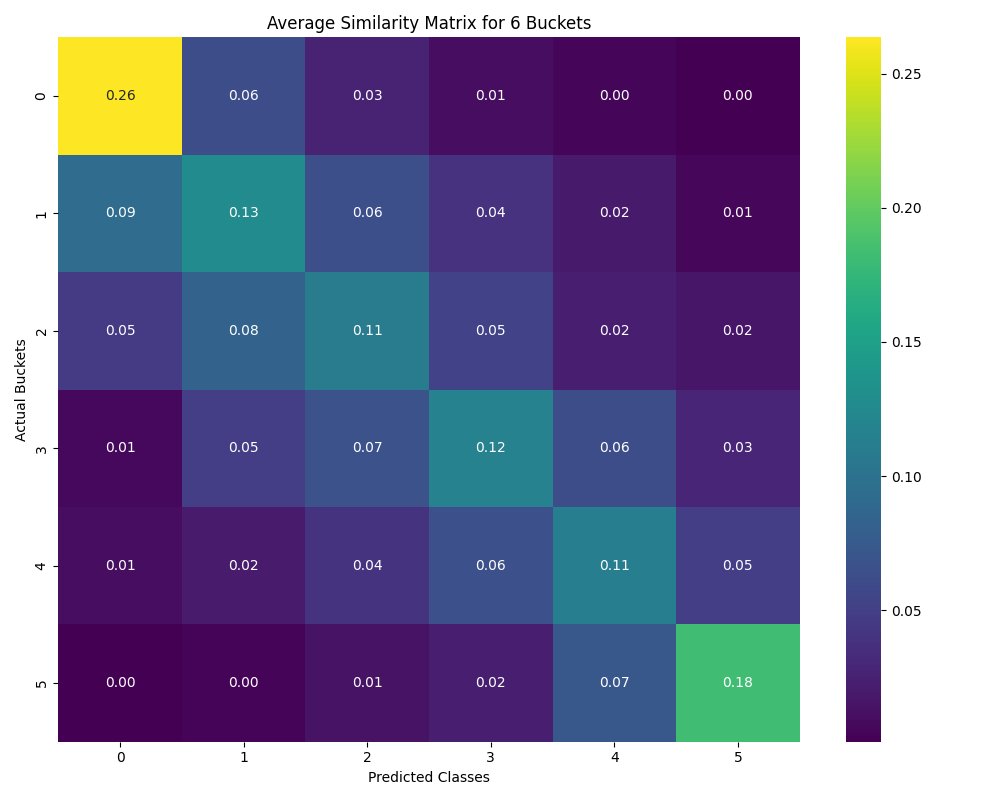 Average Similarity Matrix for 6 Buckets
0 0.26 0.06 0.03 0.01 0.00 0.00
1 0.09 0.13 0.06 0.04 0.02 0.01
2 0.05 0.08 0.11 0.05 0.02 0.02
3 0.01 0.05 0.07 0.12 0.06 0.03
4 0.01 0.02 0.04 0.06 0.11 0.05
5 0.00 0.00 0.01 0.02 0.07 0.18
0 1 2 3 4 5
Predicted Classes
Actual Buckets
0.25
0.20
0.15
0.10
0.05